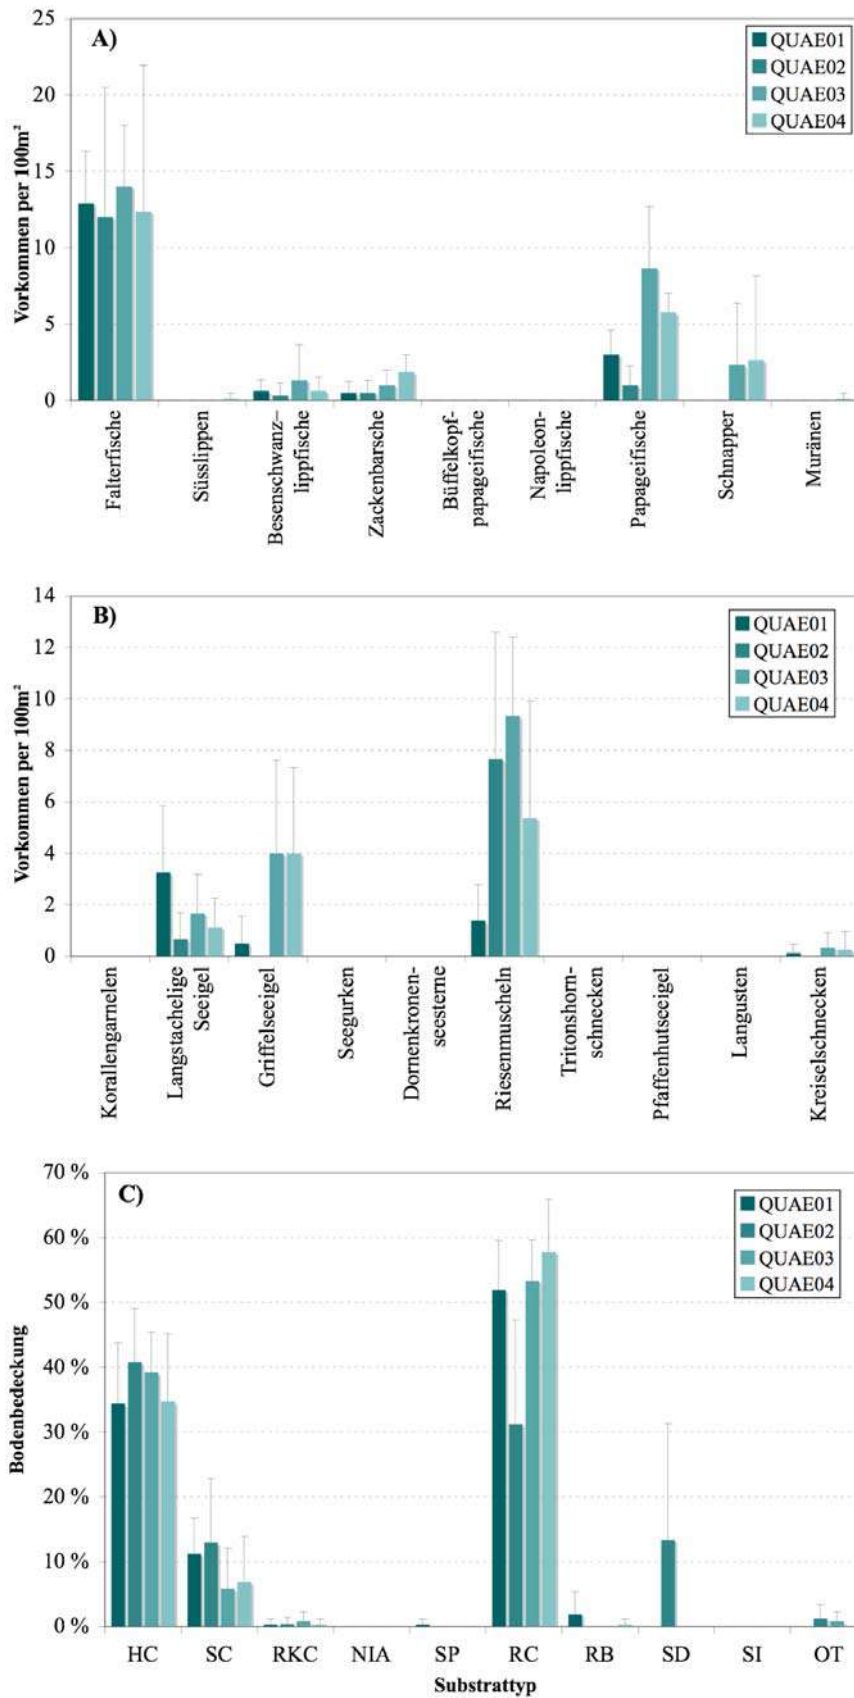 25
A)
QUAE01
QUAE02
QUAE03
QUAE04
20
15
10
5
0
Vorkommen per 100m²
Falterfische
Süsslippen
Besenschwanz–
lippfische
Zackenbarsche
Büffelkopf-
papageifische
Napoleon-
lippfische
Papageifische
Schnapper
Muränen
14
B)
QUAE01
QUAE02
QUAE03
QUAE04
12
10
8
6
4
2
0
Vorkommen per 100m²
Korallengarnelen
Langstachelige
Seeigel
Griffelseeigel
Seegurken
Dornenkronen-
seesterne
Riesenmuscheln
Tritonshorn-
schnecken
Pfaffenhutseeigel
Langusten
Kreiselschnecken
70 %
C)
QUAE01
QUAE02
QUAE03
QUAE04
60 %
50 %
40 %
30 %
20 %
10 %
0 %
Bodenbedeckung
HC SC RKC NIA SP RC RB SD SI OT
Substrattyp